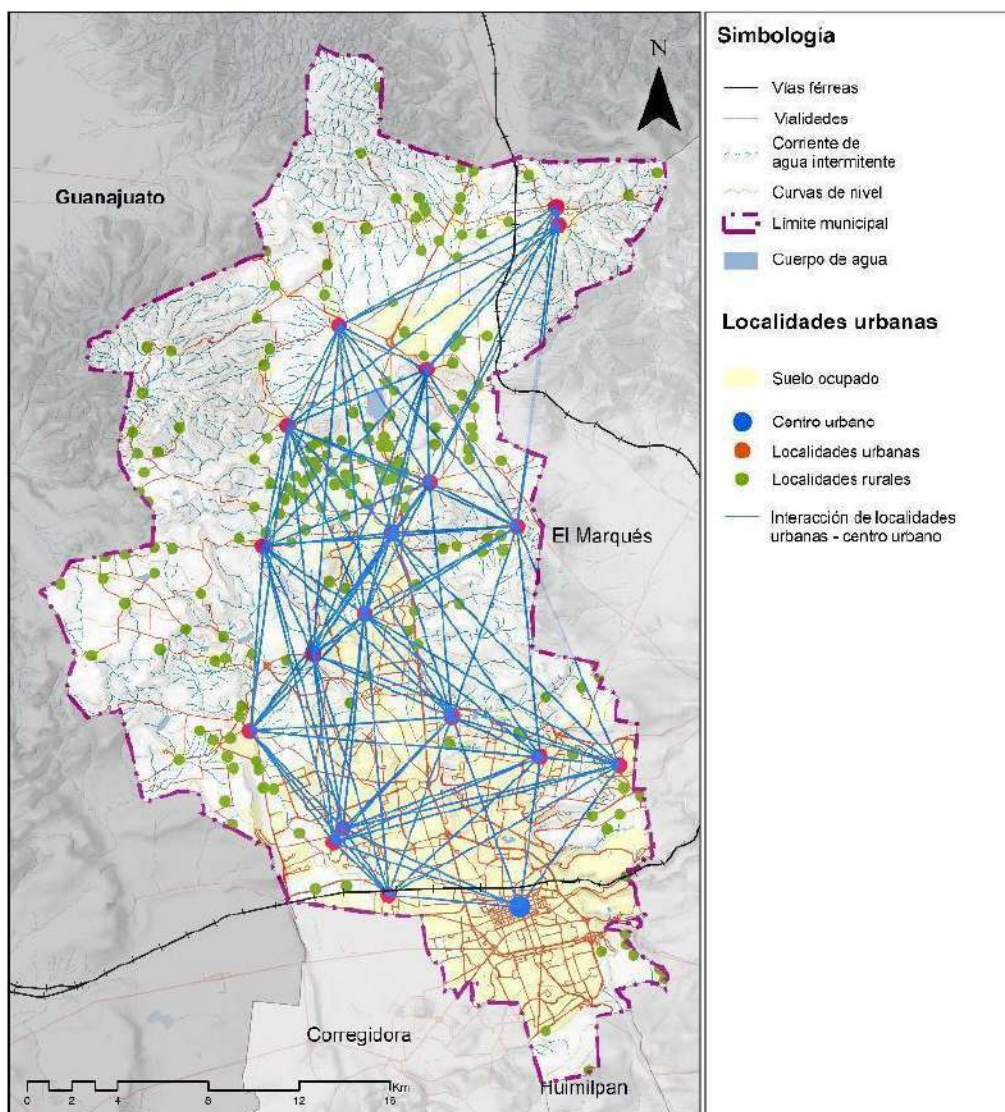 N
Guanajuato
El Marqués
Corregidora
Huimilpan
0 2 4 8 12 16 Km
Simbología
Vías férreas
Vialidades
Corriente de
agua intermitente
Curvas de nivel
Límite municipal
Cuerpo de agua
Localidades urbanas
Suelo ocupado
Centro urbano
Localidades urbanas
Localidades rurales
Interacción de localidades
urbanas - centro urbano